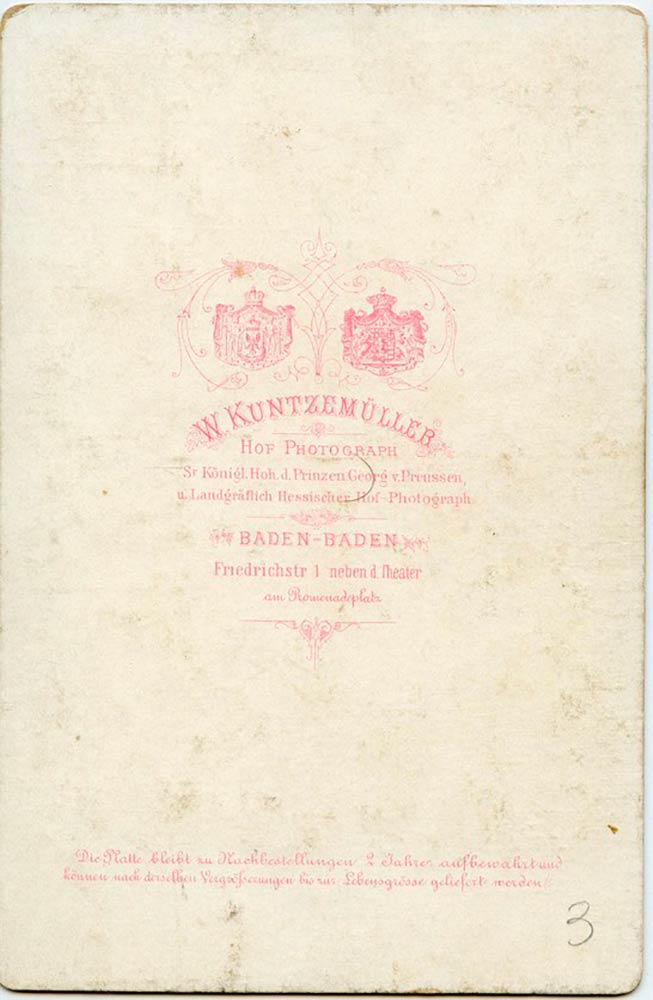 W. KUNTZEMÜLLER
HOF PHOTOGRAPH
Sr Königl. Hoh. d. Prinzen Georg v. Preussen,
u. Landgräflich Hessischer Hof-Photograph
BADEN-BADEN
Friedrichstr 1 neben d. Theater
am Promenadeplatz
Die Platte bleibt zu Nachbestellungen 2 Jahre aufbewahrt und
können nach derselben Vergrößerungen bis zur Lebensgrösse geliefert werden!
3